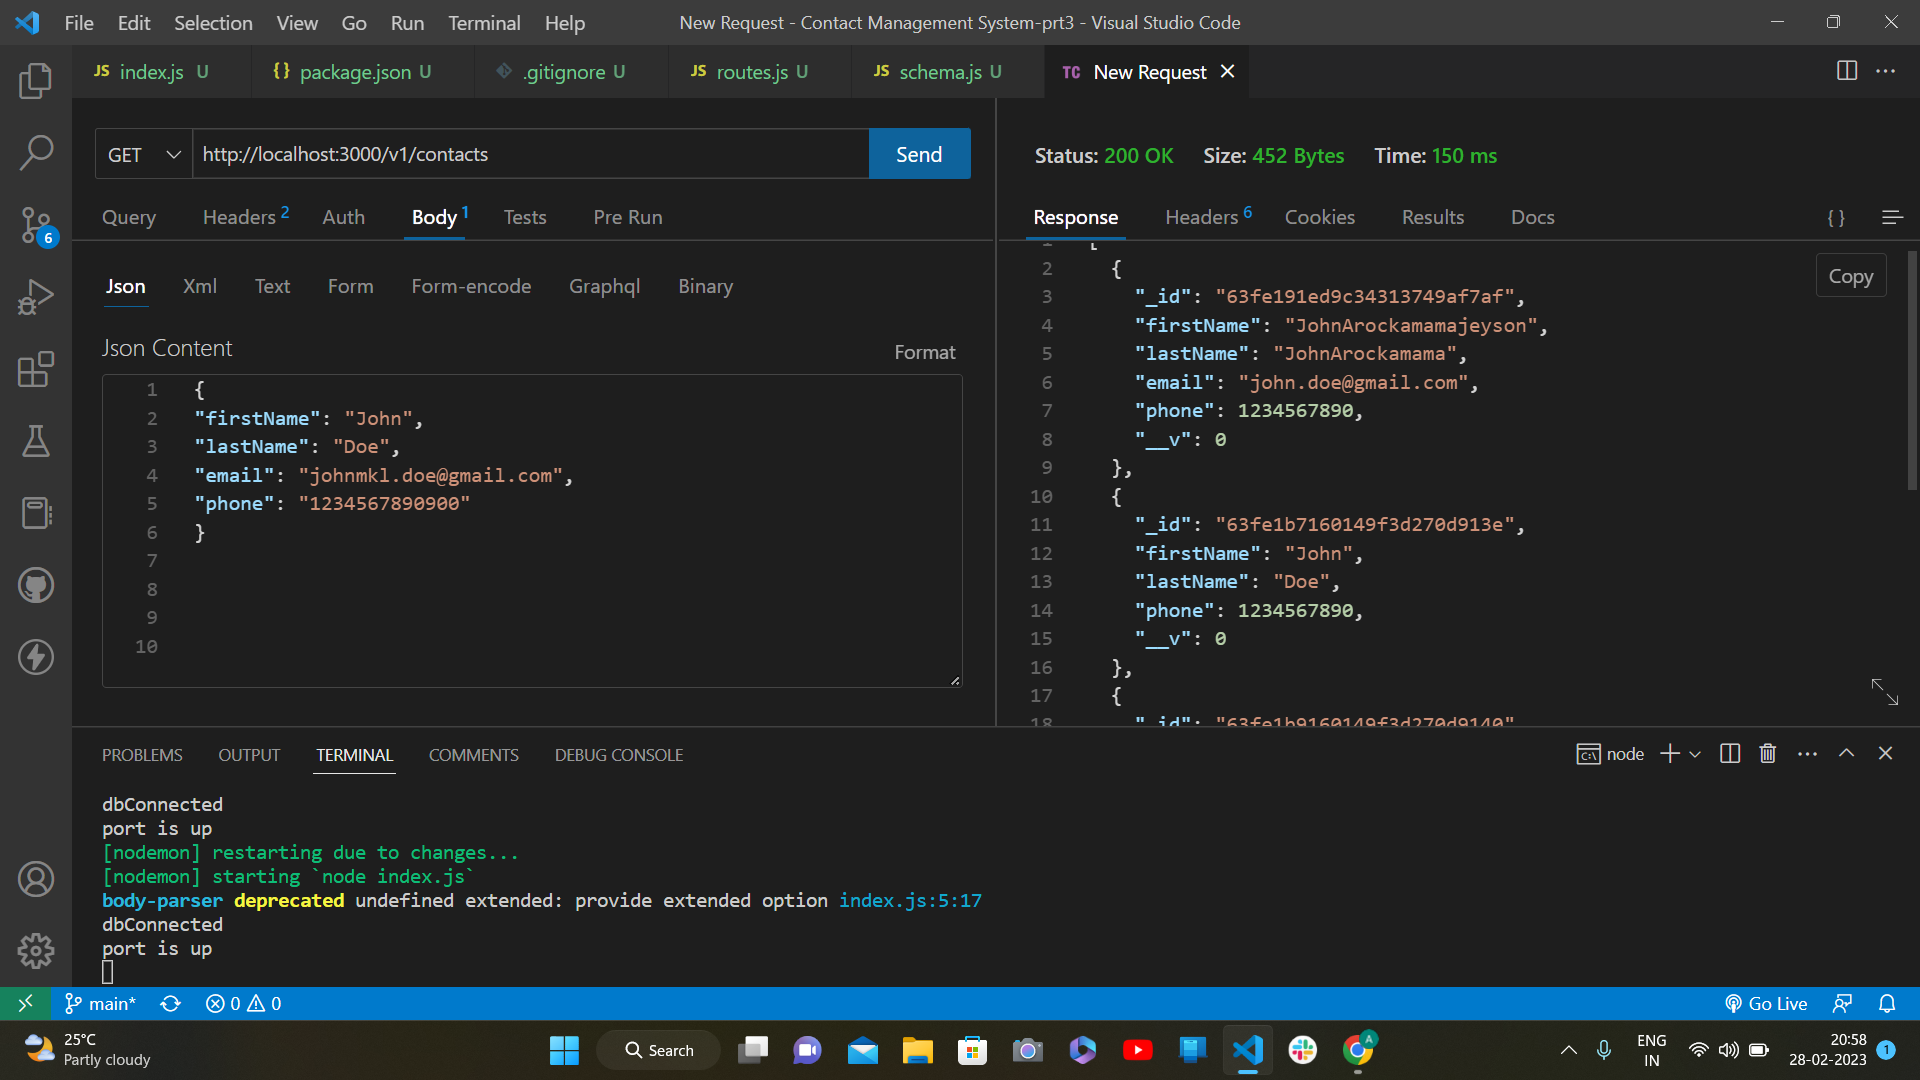 File Edit Selection View Go Run Terminal Help New Request - Contact Management System-prt3 - Visual Studio Code
JS index.js U {} package.json U .gitignore U JS routes.js U JS schema.js U TC New Request
GET http://localhost:3000/v1/contacts Send
Status: 200 OK Size: 452 Bytes Time: 150 ms
Query Headers 2 Auth Body 1 Tests Pre Run
Response Headers 6 Cookies Results Docs { }
6
Json Xml Text Form Form-encode Graphql Binary
Json Content
Format
1 {
2 "firstName": "John",
3 "lastName": "Doe",
4 "email": "johnmkl.doe@gmail.com",
5 "phone": "1234567890900"
6 }
7
8
9
10
Copy
1 [
2 {
3 "_id": "63fe191ed9c34313749af7af",
4 "firstName": "JohnArockamamajeyson",
5 "lastName": "JohnArockamama",
6 "email": "john.doe@gmail.com",
7 "phone": 1234567890,
8 "__v": 0
9 },
10 {
11 "_id": "63fe1b7160149f3d270d913e",
12 "firstName": "John",
13 "lastName": "Doe",
14 "phone": 1234567890,
15 "__v": 0
16 },
17 {
18 "_id": "63fe1b9160149f3d270d9140"
PROBLEMS OUTPUT TERMINAL COMMENTS DEBUG CONSOLE node
dbConnected
port is up
[nodemon] restarting due to changes...
[nodemon] starting `node index.js`
body-parser deprecated undefined extended: provide extended option index.js:5:17
dbConnected
port is up
main* 0 0 Go Live
25°C
Partly cloudy
Search
A
ENG
IN
20:58
28-02-2023
1